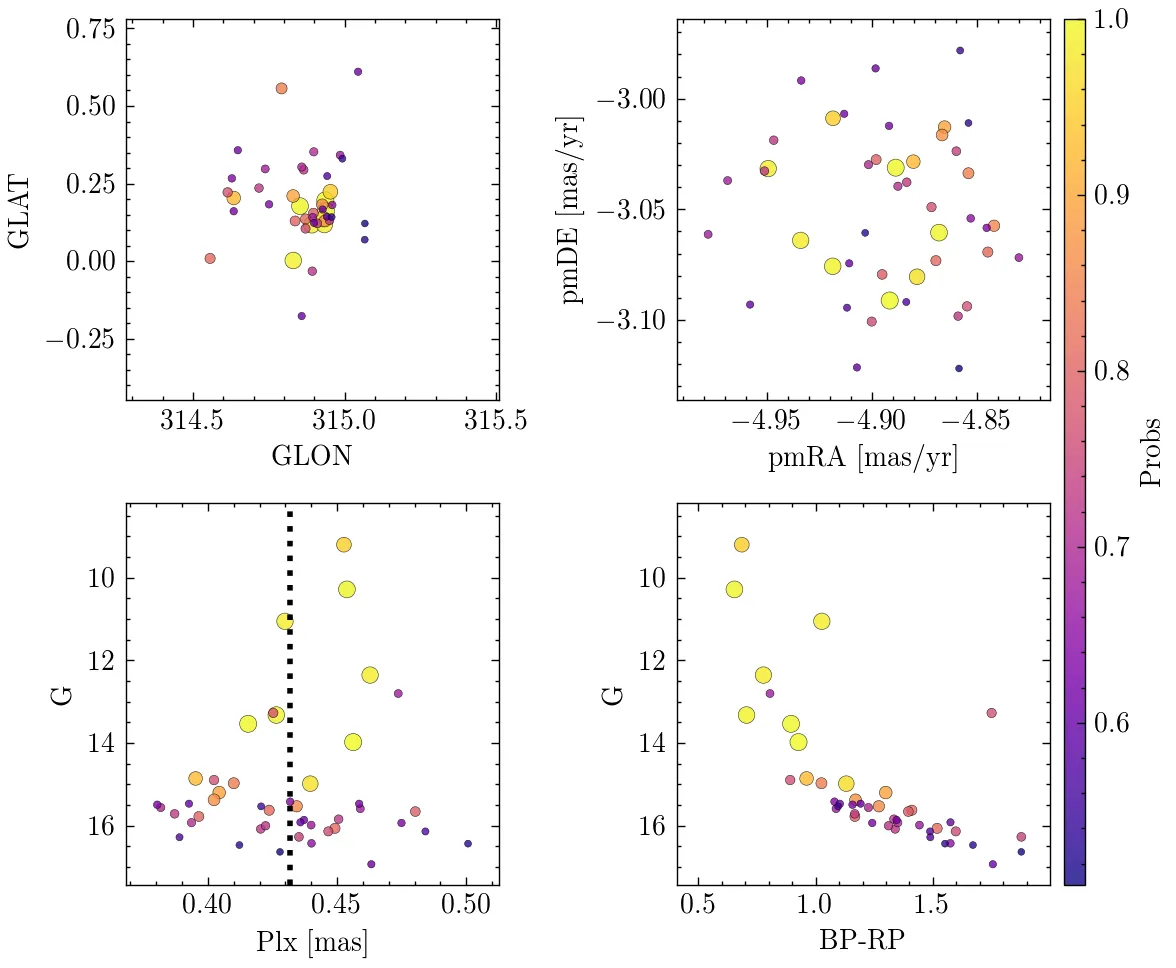 0.75
0.50
0.25
0.00
−0.25
GLAT
314.5 315.0 315.5
GLON
−3.00
−3.05
−3.10
pmDE [mas/yr]
−4.95 −4.90 −4.85
pmRA [mas/yr]
10
12
14
16
G
0.40 0.45 0.50
Plx [mas]
10
12
14
16
G
0.5 1.0 1.5
BP-RP
1.0
0.9
0.8
0.7
0.6
Probs